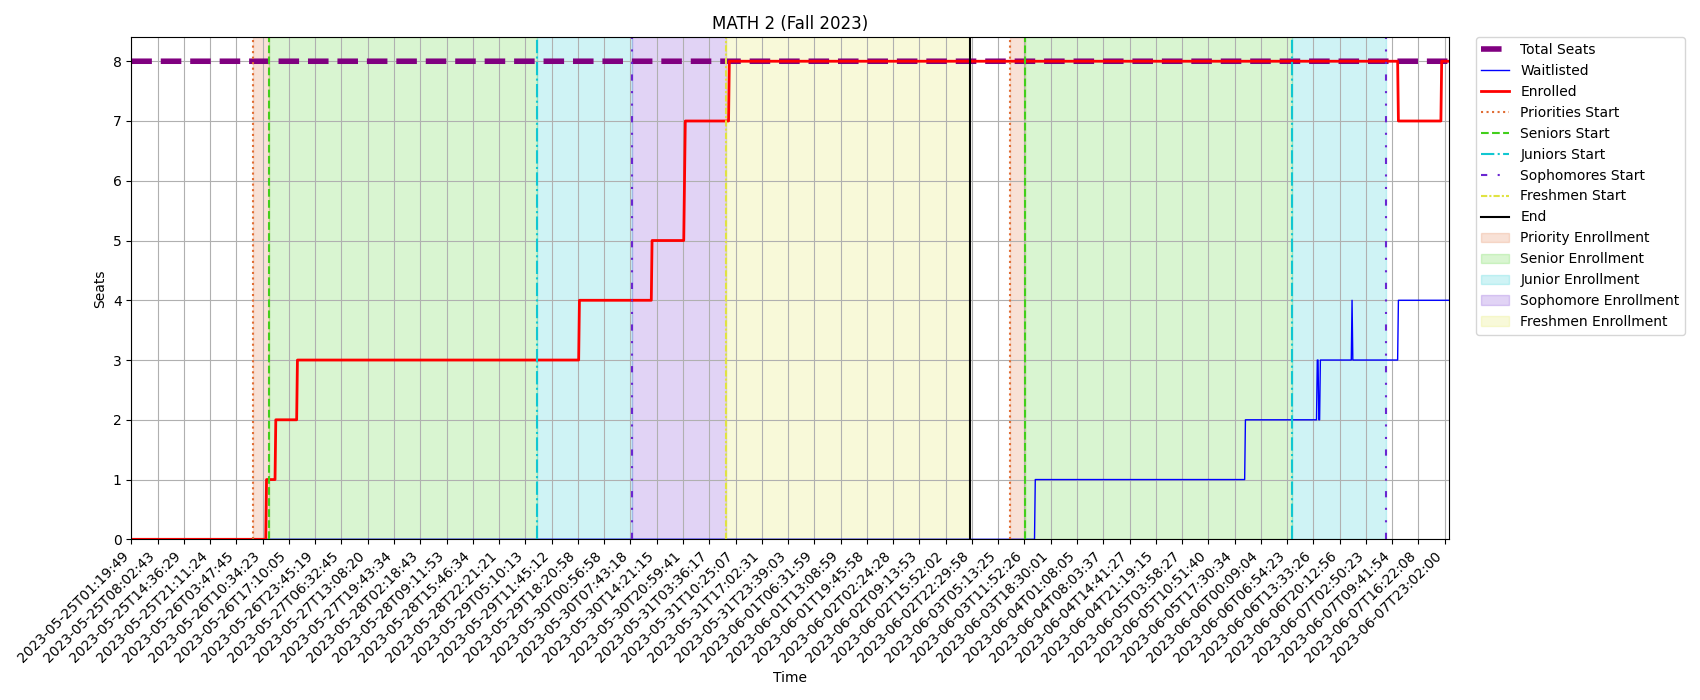 MATH 2 (Fall 2023)
Seats
8
7
6
5
4
3
2
1
0
2023-05-25T01:19:49
2023-05-25T08:02:43
2023-05-25T14:36:29
2023-05-25T21:11:24
2023-05-26T03:47:45
2023-05-26T10:34:23
2023-05-26T17:10:05
2023-05-26T23:45:19
2023-05-27T06:32:45
2023-05-27T13:08:20
2023-05-27T19:43:34
2023-05-28T02:18:43
2023-05-28T09:11:53
2023-05-28T15:46:34
2023-05-28T22:21:21
2023-05-29T05:10:13
2023-05-29T11:45:12
2023-05-29T18:20:58
2023-05-30T00:56:58
2023-05-30T07:43:18
2023-05-30T14:21:15
2023-05-30T20:59:41
2023-05-31T03:36:17
2023-05-31T10:25:07
2023-05-31T17:02:31
2023-05-31T23:39:03
2023-06-01T06:31:59
2023-06-01T13:08:59
2023-06-01T19:45:58
2023-06-02T02:24:28
2023-06-02T09:13:53
2023-06-02T15:52:02
2023-06-02T22:29:58
2023-06-03T05:13:25
2023-06-03T11:52:26
2023-06-03T18:30:01
2023-06-04T01:08:05
2023-06-04T08:03:37
2023-06-04T14:41:27
2023-06-04T21:19:15
2023-06-05T03:58:27
2023-06-05T10:51:40
2023-06-05T17:30:34
2023-06-06T00:09:04
2023-06-06T06:54:23
2023-06-06T13:33:26
2023-06-06T20:12:56
2023-06-07T02:50:23
2023-06-07T09:41:54
2023-06-07T16:22:08
2023-06-07T23:02:00
Time
Total Seats
Waitlisted
Enrolled
Priorities Start
Seniors Start
Juniors Start
Sophomores Start
Freshmen Start
End
Priority Enrollment
Senior Enrollment
Junior Enrollment
Sophomore Enrollment
Freshmen Enrollment